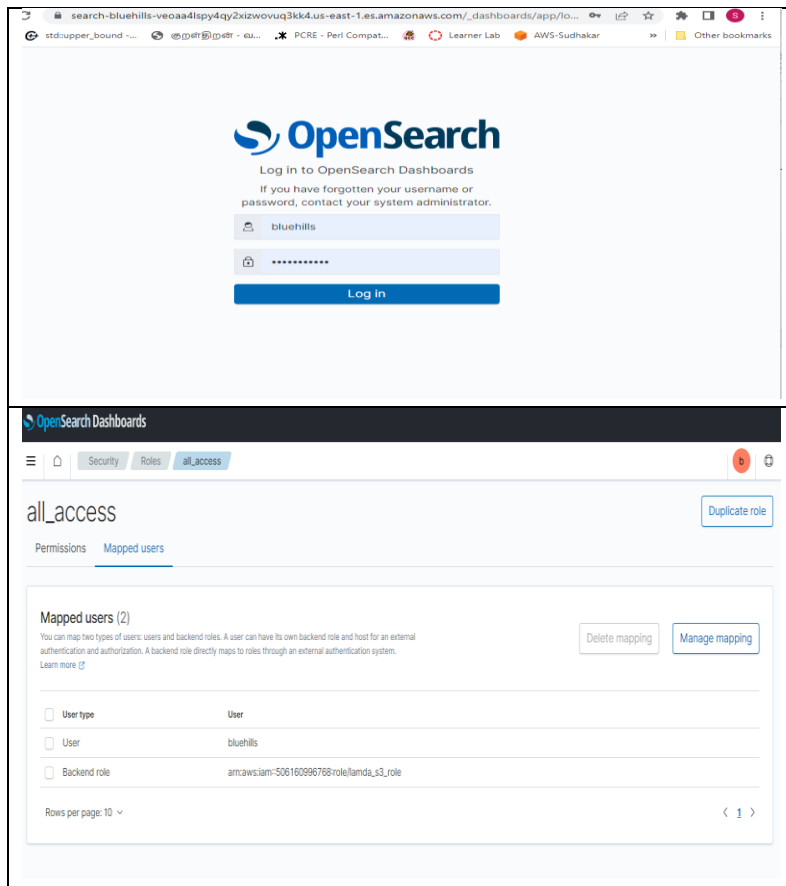 search-bluehills-veoaa4lspy4qy2xizwovuq3kk4.us-east-1.es.amazonaws.com/_dashboards/app/lo...
S
std::upper_bound -...
குறள்திறன் - வ...
PCRE - Perl Compat...
Learner Lab
AWS-Sudhakar
»
Other bookmarks
OpenSearch
Log in to OpenSearch Dashboards
If you have forgotten your username or
password, contact your system administrator.
bluehills
•••••••••••
Log in
OpenSearch Dashboards
Security
Roles
all_access
b
all_access
Duplicate role
Permissions
Mapped users
Mapped users (2)
You can map two types of users: users and backend roles. A user can have its own backend role and host for an external
authentication and authorization. A backend role directly maps to roles through an external authentication system.
Learn more
Delete mapping
Manage mapping
User type
User
User
bluehills
Backend role
arn:aws:iam::506160996768:role/lamda_s3_role
Rows per page: 10
< 1 >